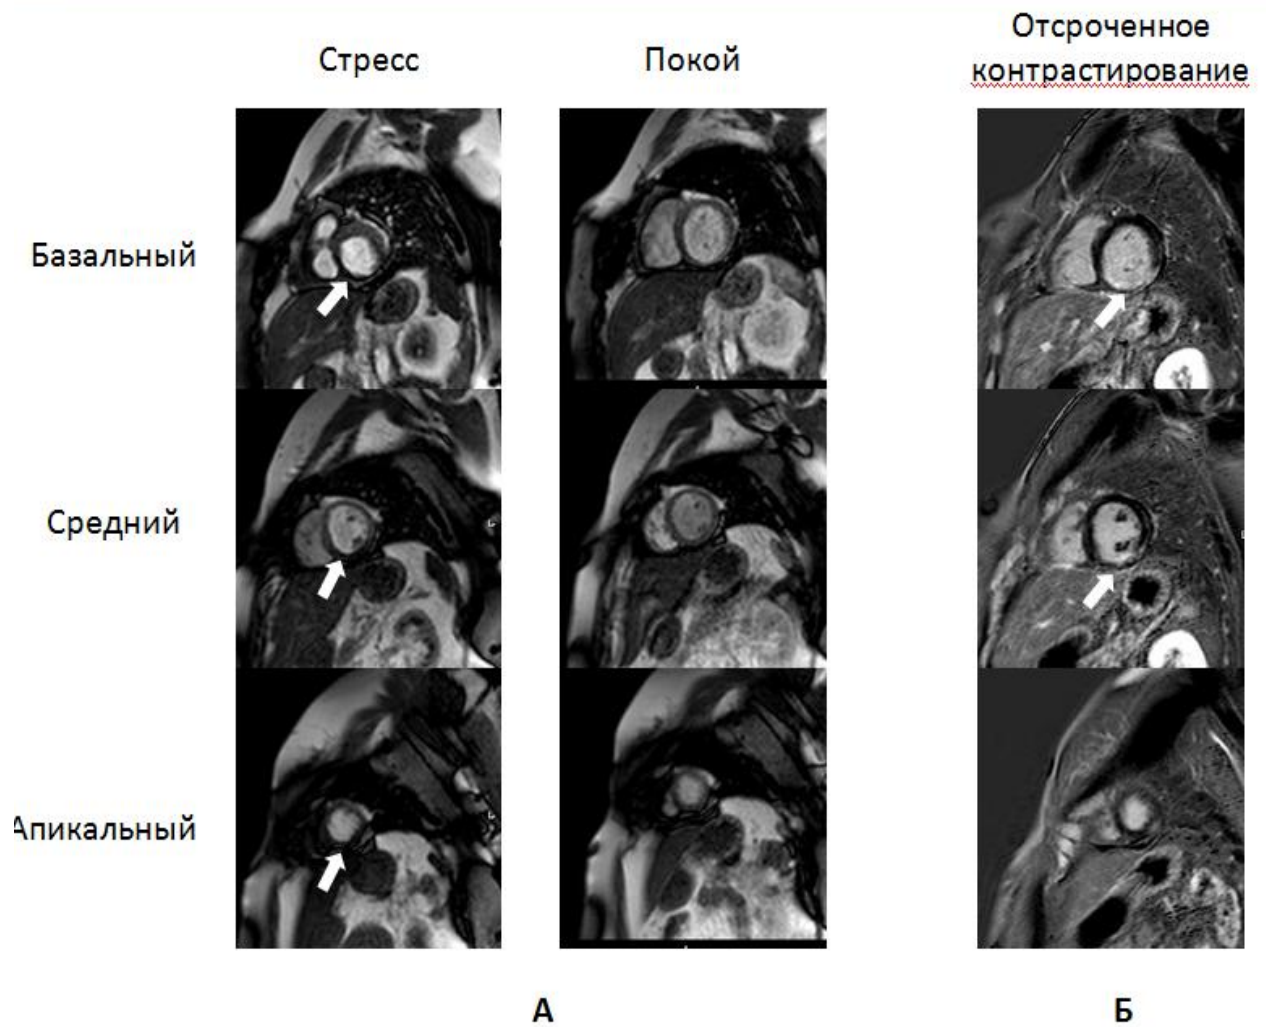 Стресс
Покой
Отсроченное
контрастирование
Базальный
Средний
Апикальный
А
Б